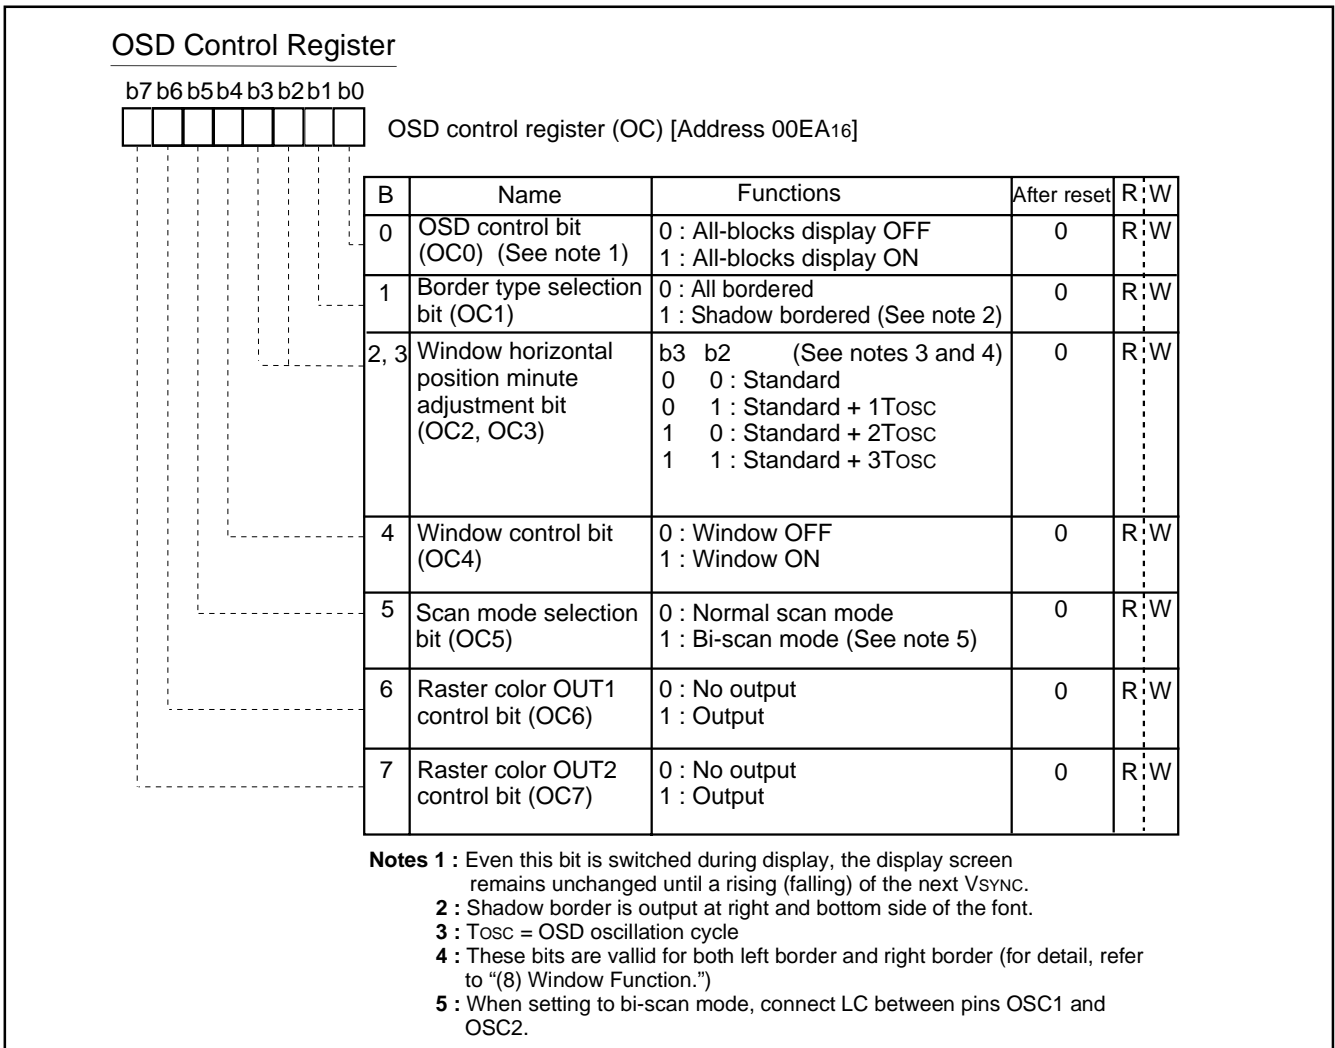 OSD Control Register
b7 b6 b5 b4 b3 b2 b1 b0
OSD control register (OC) [Address 00EA16]
B Name Functions After reset R W
0 OSD control bit (OC0) (See note 1) 0 : All-blocks display OFF 0 R W
1 : All-blocks display ON
1 Border type selection bit (OC1) 0 : All bordered 0 R W
1 : Shadow bordered (See note 2)
2, 3 Window horizontal position minute adjustment bit (OC2, OC3) b3 b2 (See notes 3 and 4) 0 R W
0 0 : Standard
0 1 : Standard + 1TOSC
1 0 : Standard + 2TOSC
1 1 : Standard + 3TOSC
4 Window control bit (OC4) 0 : Window OFF 0 R W
1 : Window ON
5 Scan mode selection bit (OC5) 0 : Normal scan mode 0 R W
1 : Bi-scan mode (See note 5)
6 Raster color OUT1 control bit (OC6) 0 : No output 0 R W
1 : Output
7 Raster color OUT2 control bit (OC7) 0 : No output 0 R W
1 : Output
Notes 1 : Even this bit is switched during display, the display screen
remains unchanged until a rising (falling) of the next VSYNC.
2 : Shadow border is output at right and bottom side of the font.
3 : TOSC = OSD oscillation cycle
4 : These bits are vallid for both left border and right border (for detail, refer
to “(8) Window Function.”)
5 : When setting to bi-scan mode, connect LC between pins OSC1 and
OSC2.